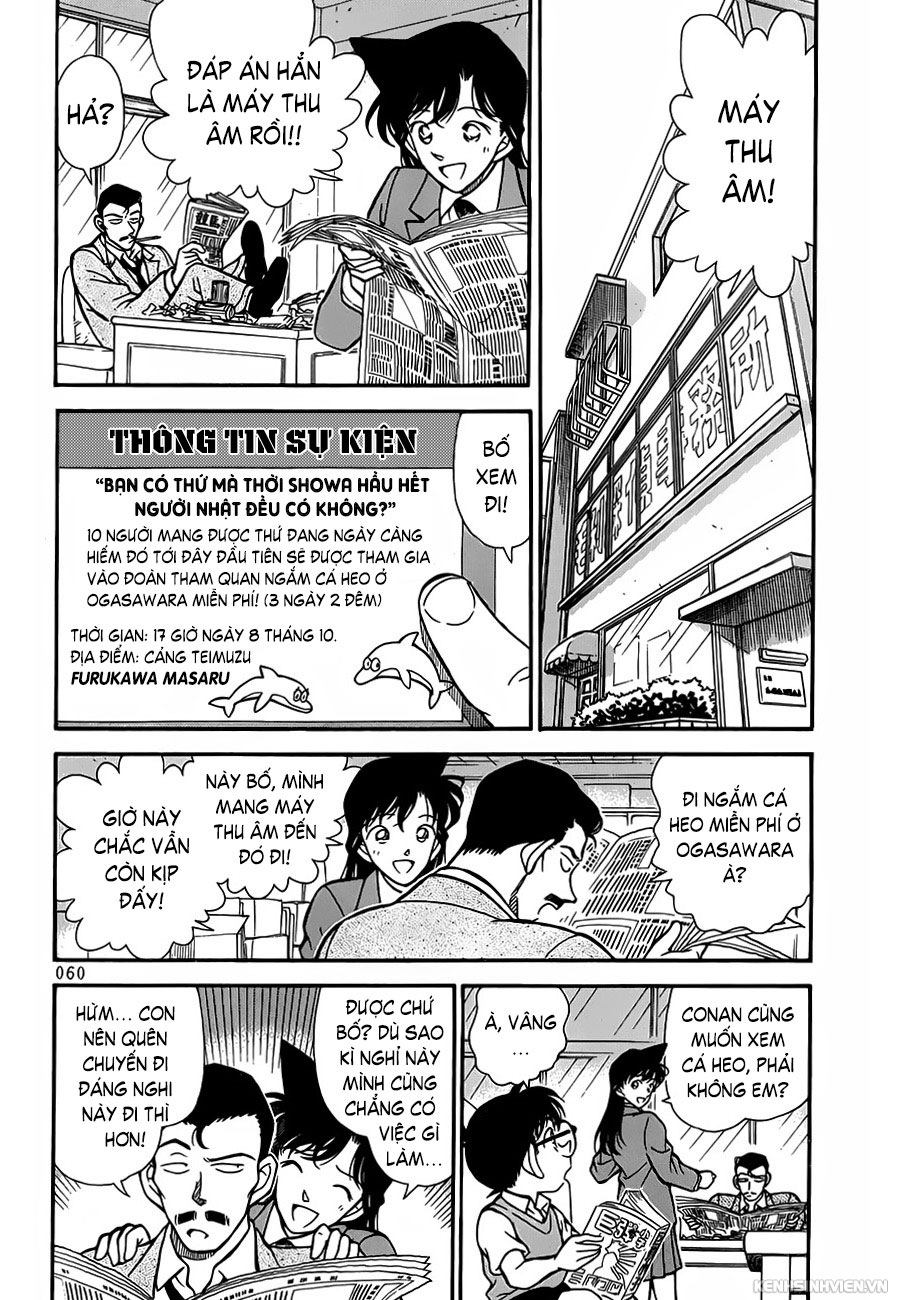 MÁY
THU
ÂM!
ĐÁP ÁN HẲN
LÀ MÁY THU
ÂM RỒI!!
HẢ?
BỐ
XEM
ĐI!
THÔNG TIN SỰ KIỆN
“BẠN CÓ THỨ MÀ THỜI SHOWA HẦU HẾT
NGƯỜI NHẬT ĐỀU CÓ KHÔNG?”
10 NGƯỜI MANG ĐƯỢC THỨ ĐANG NGÀY CÀNG
HIẾM ĐÓ TỚI ĐÂY ĐẦU TIÊN SẼ ĐƯỢC THAM GIA
VÀO ĐOÀN THAM QUAN NGẮM CÁ HEO Ở
OGASAWARA MIỄN PHÍ! (3 NGÀY 2 ĐÊM)
THỜI GIAN: 17 GIỜ NGÀY 8 THÁNG 10.
ĐỊA ĐIỂM: CẢNG TEIMUZU
FURUKAWA MASARU
ĐI NGẮM CÁ
HEO MIỄN PHÍ Ở
OGASAWARA
À?
NÀY BỐ, MÌNH
MANG MÁY
THU ÂM ĐẾN
ĐÓ ĐI!
GIỜ NÀY
CHẮC VẪN
CÒN KỊP
ĐẤY!
060
CONAN CŨNG
MUỐN XEM
CÁ HEO, PHẢI
KHÔNG EM?
À, VÂNG
...
ĐƯỢC CHỨ
BỐ? DÙ SAO
KÌ NGHỈ NÀY
MÌNH CŨNG
CHẲNG CÓ
VIỆC GÌ
LÀM...
HỪM... CON
NÊN QUÊN
CHUYẾN ĐI
ĐÁNG NGHI
NÀY ĐI THÌ
HƠN!
KENHSINHVIEN.VN